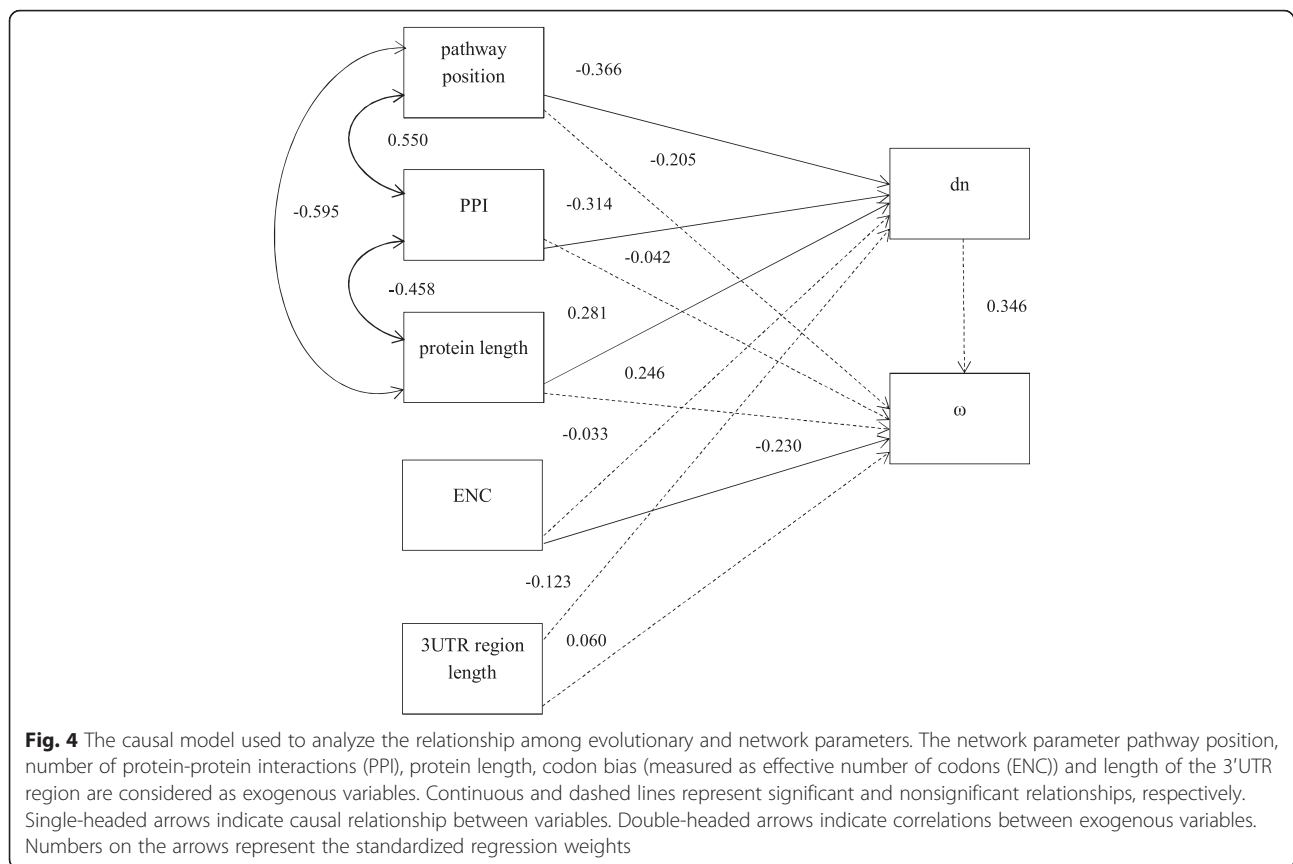 pathway
position
-0.366
0.550
-0.205
dn
PPI
-0.314
-0.595
-0.042
-0.458
0.281
0.346
protein length
0.246
ω
-0.033
-0.230
ENC
-0.123
3UTR region
length
0.060
Fig. 4 The causal model used to analyze the relationship among evolutionary and network parameters. The network parameter pathway position,
number of protein-protein interactions (PPI), protein length, codon bias (measured as effective number of codons (ENC)) and length of the 3’UTR
region are considered as exogenous variables. Continuous and dashed lines represent significant and nonsignificant relationships, respectively.
Single-headed arrows indicate causal relationship between variables. Double-headed arrows indicate correlations between exogenous variables.
Numbers on the arrows represent the standardized regression weights